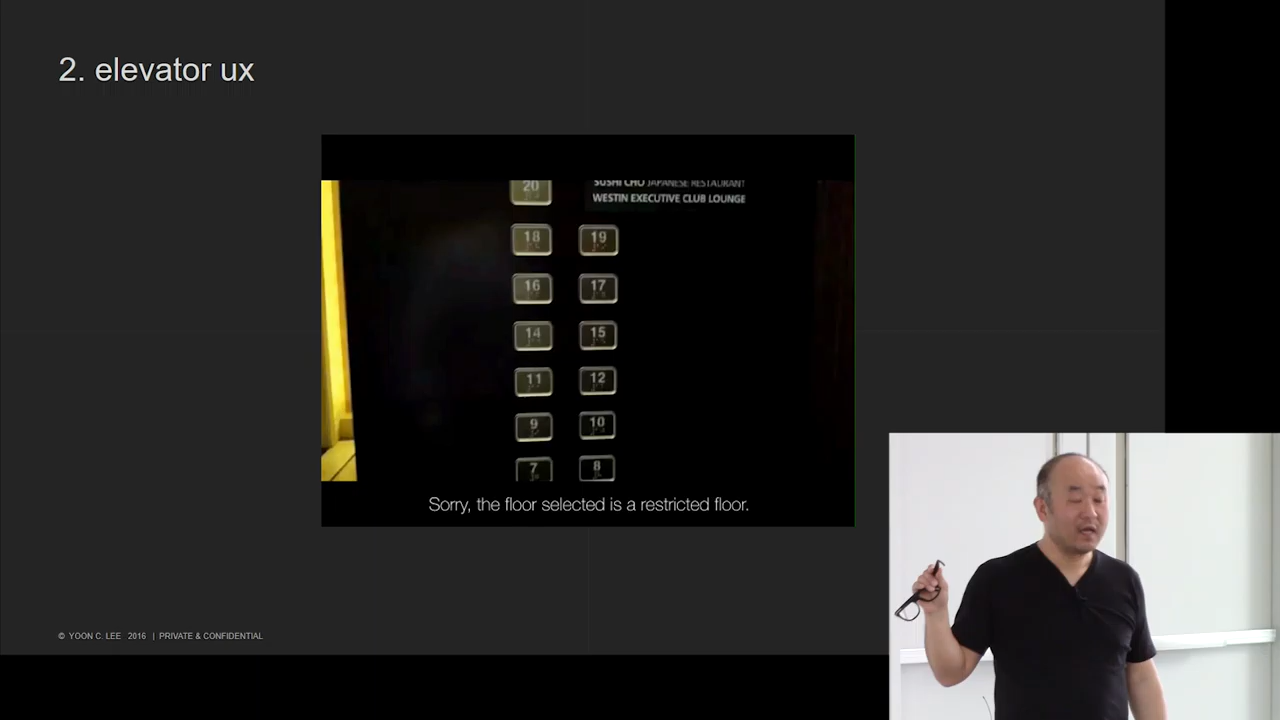 2. elevator ux
SUSHI CHO JAPANESE RESTAURANT
WESTIN EXECUTIVE CLUB LOUNGE
20
18 19
16 17
14 15
11 12
9 10
7 8
Sorry, the floor selected is a restricted floor.
© YOON C. LEE 2016 | PRIVATE & CONFIDENTIAL